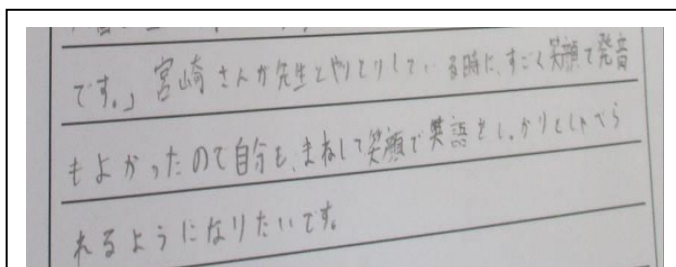 です。」宮崎さんが先生とやりとりしている時に、すごく笑顔で発音
もよかったので自分も、まねして笑顔で英語をしっかりとしゃべら
れるようになりたいです。